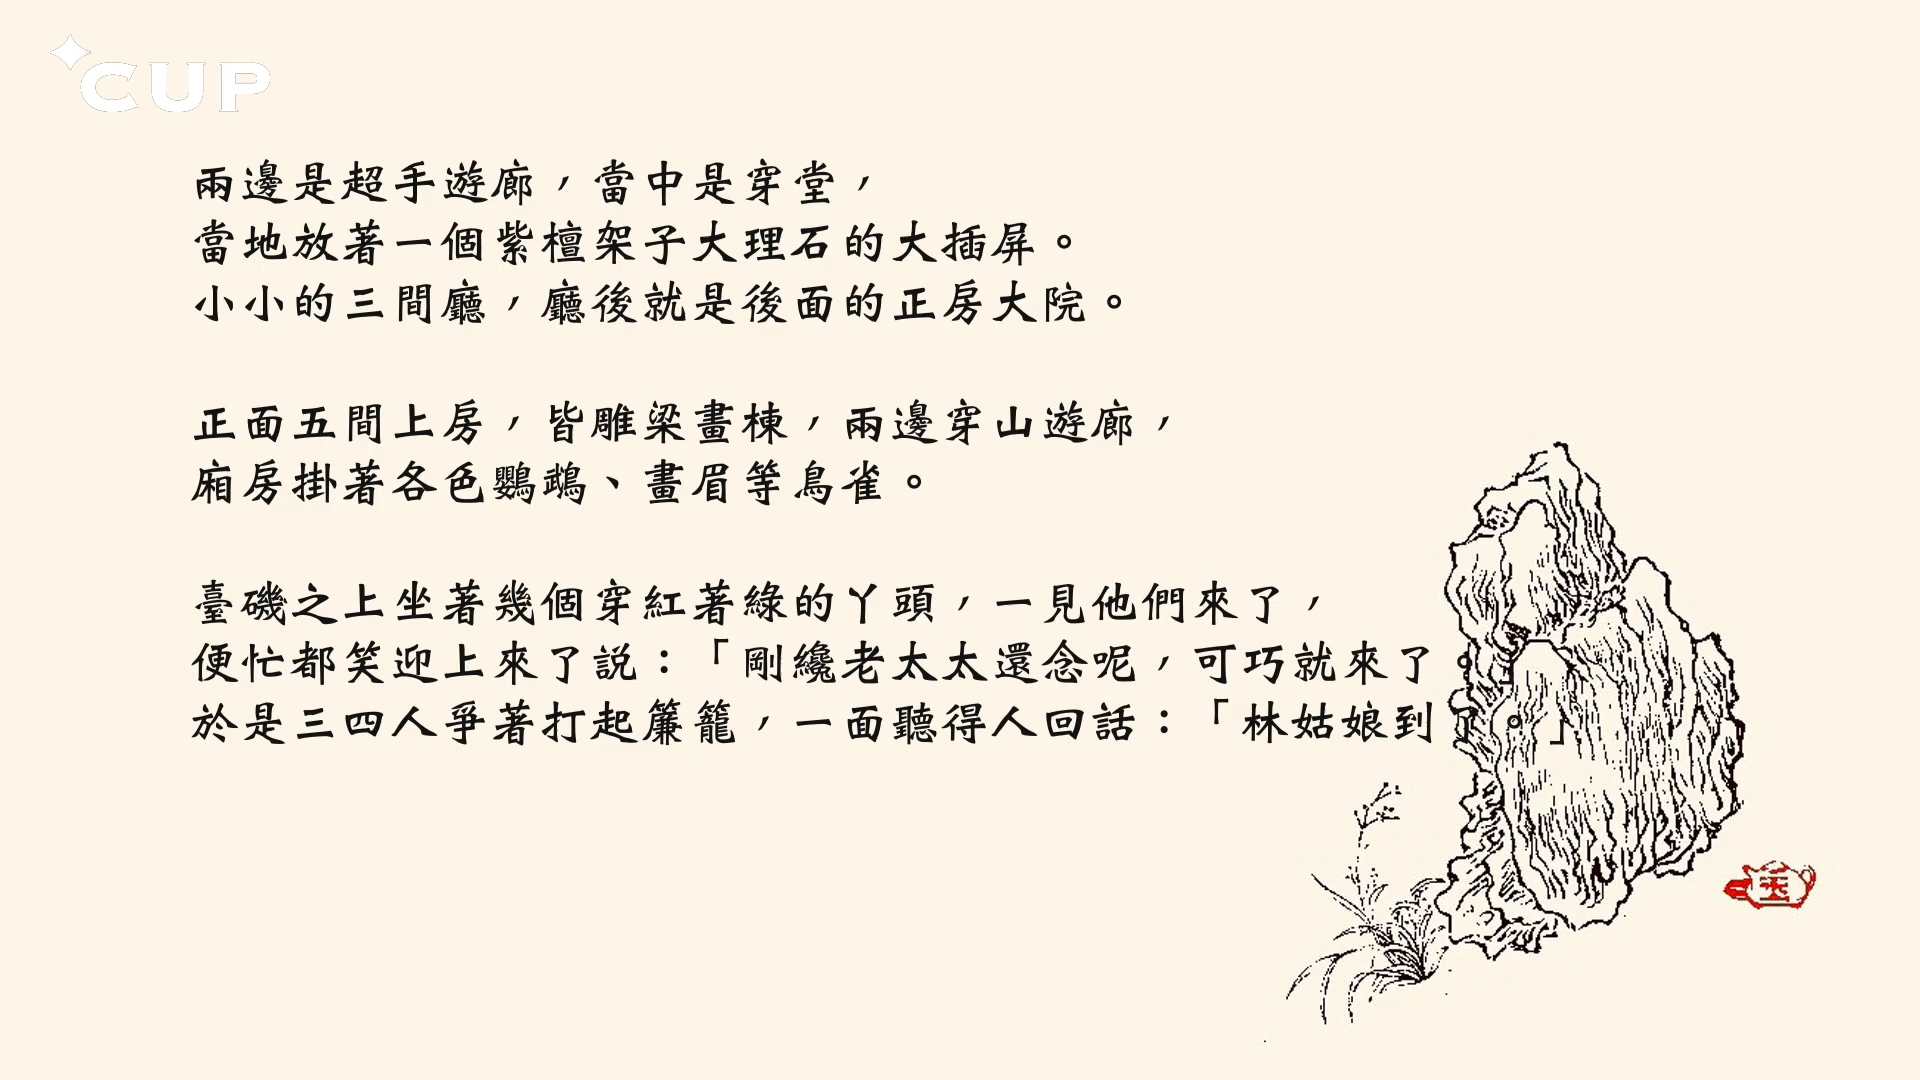 CUP
兩邊是超手遊廊，當中是穿堂，
當地放著一個紫檀架子大理石的大插屏。
小小的三間廳，廳後就是後面的正房大院。
正面五間上房，皆雕梁畫棟，兩邊穿山遊廊，
廂房掛著各色鸚鵡、畫眉等鳥雀。
臺磯之上坐著幾個穿紅著綠的丫頭，一見他們來了，
便忙都笑迎上來了説：「剛纔老太太還念呢，可巧就來了。」
於是三四人爭著打起簾籠，一面聽得人回話：「林姑娘到了。」